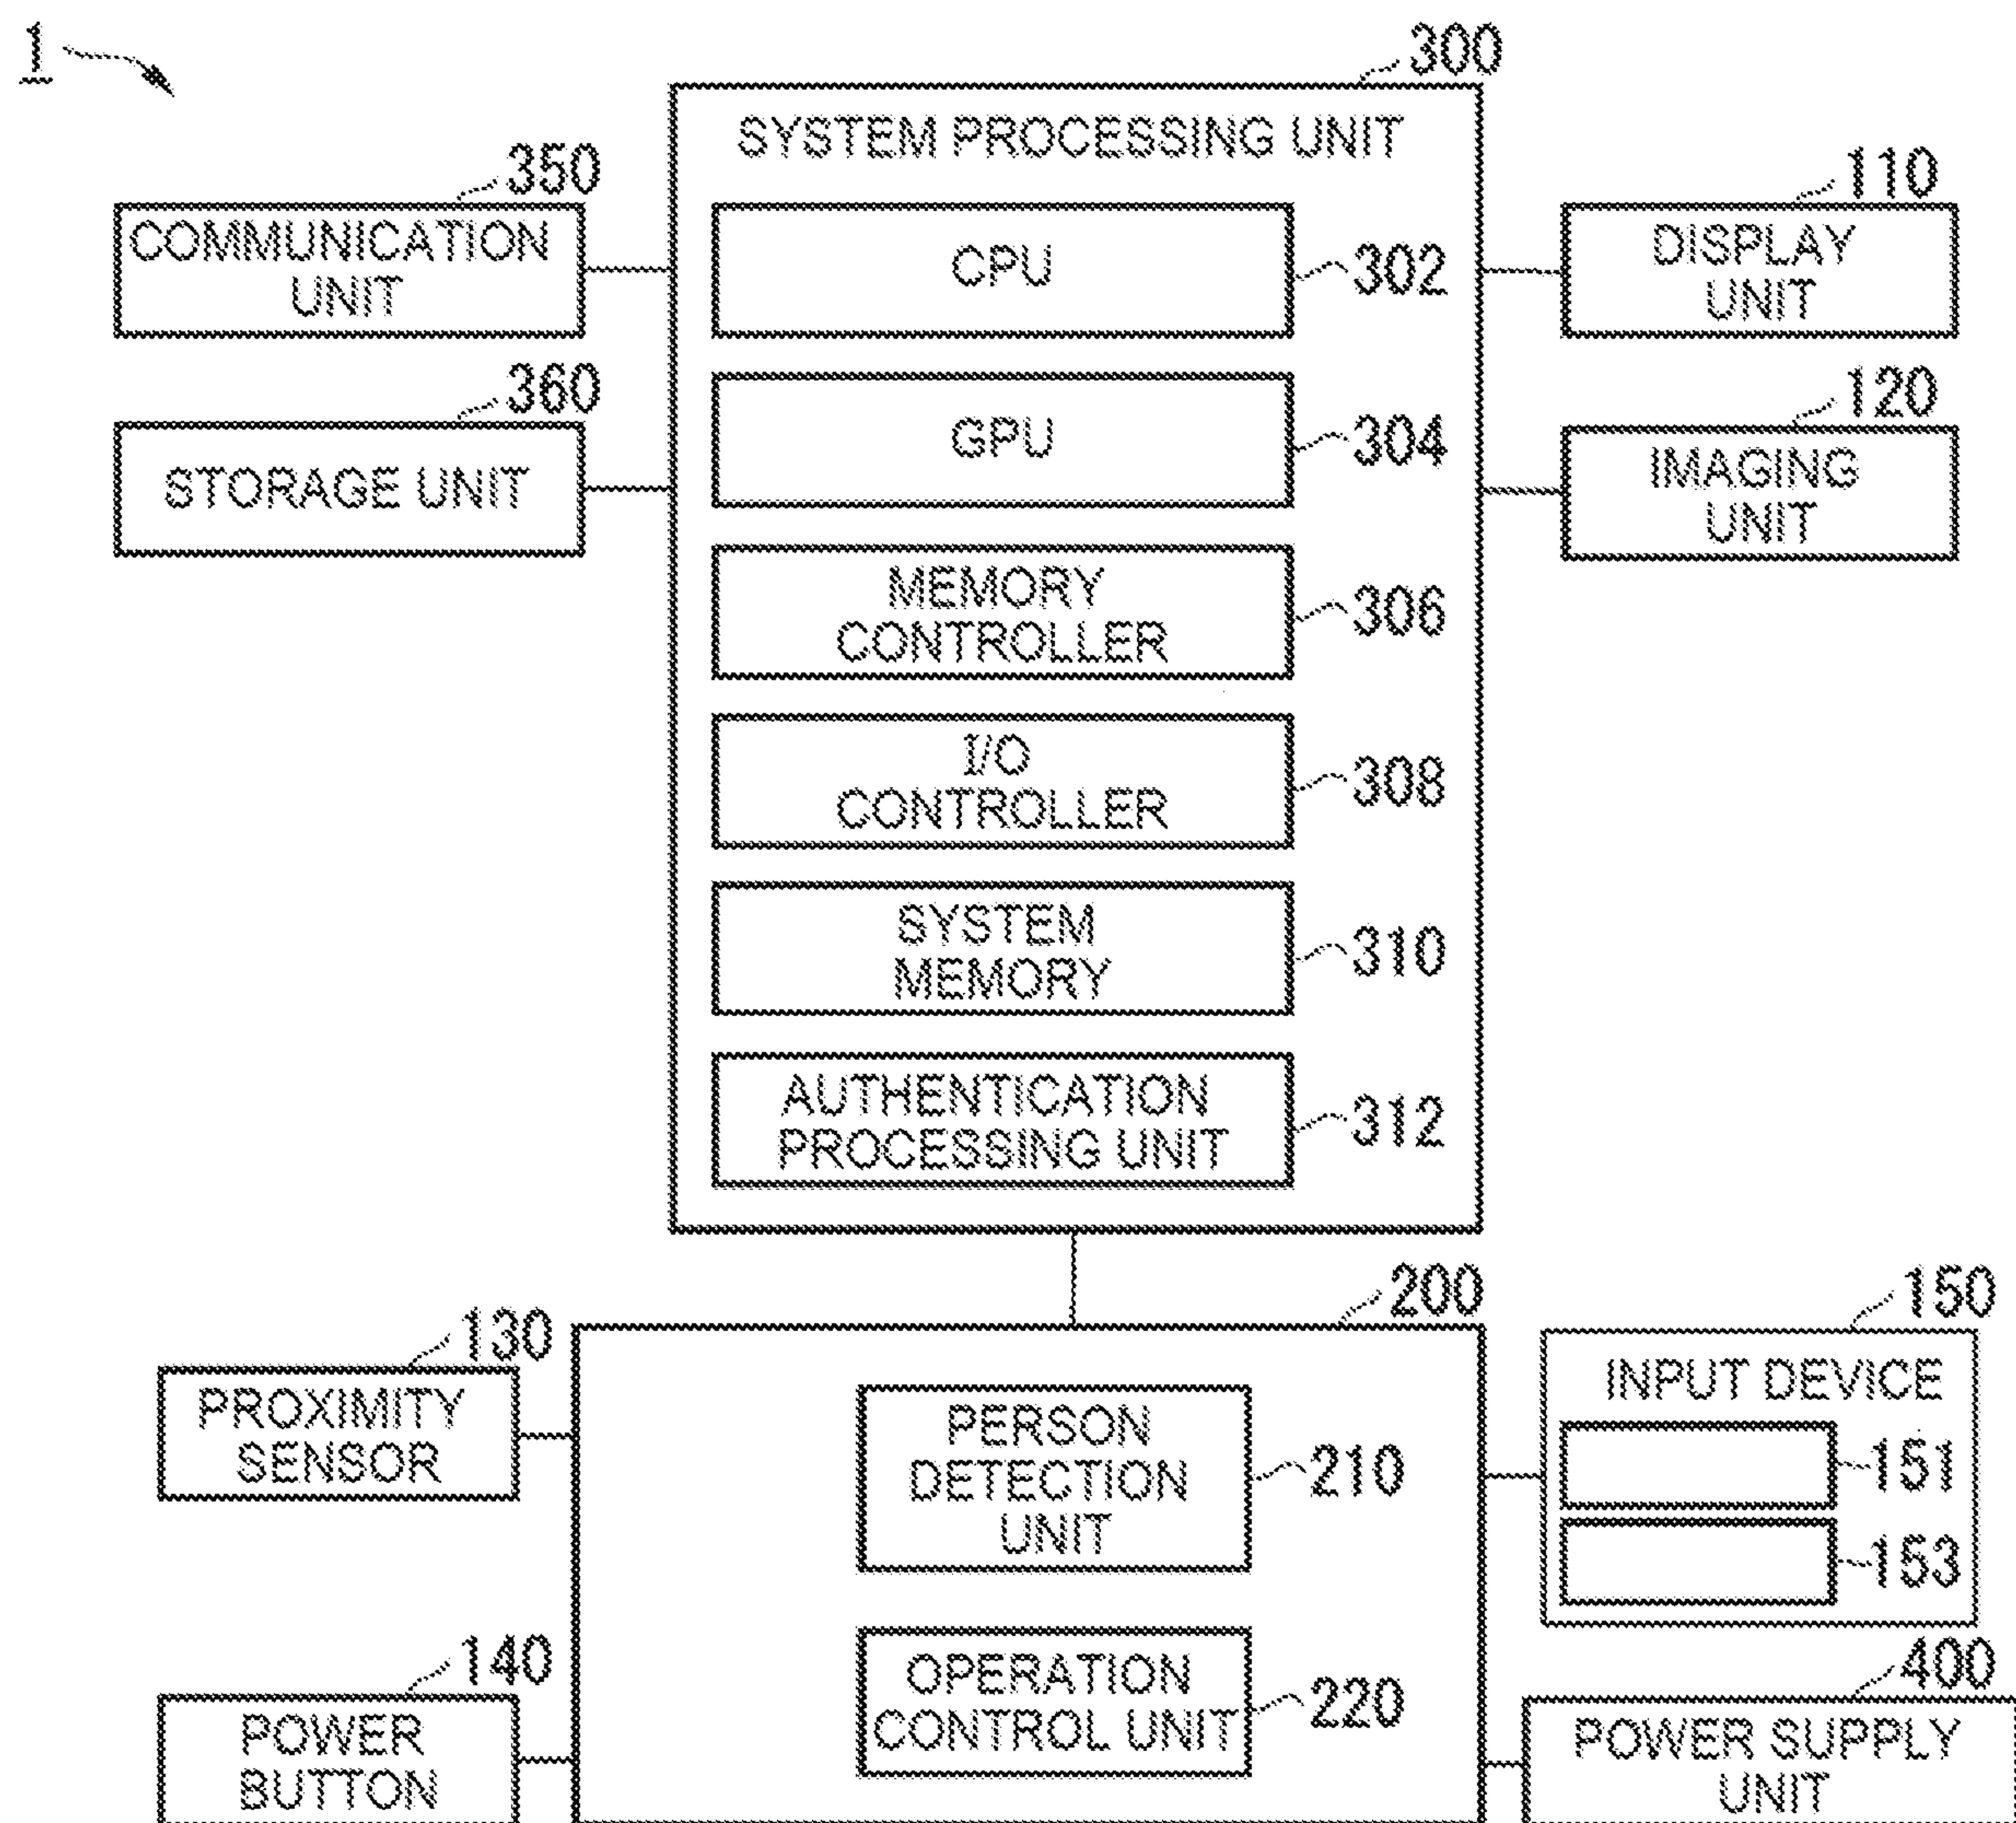 1
300
SYSTEM PROCESSING UNIT
350
COMMUNICATION
UNIT
CPU
302
110
DISPLAY
UNIT
360
STORAGE UNIT
GPU
304
120
IMAGING
UNIT
MEMORY
CONTROLLER
306
I/O
CONTROLLER
308
SYSTEM
MEMORY
310
AUTHENTICATION
PROCESSING UNIT
312
200
130
PROXIMITY
SENSOR
PERSON
DETECTION
UNIT
210
150
INPUT DEVICE
151
153
140
POWER
BUTTON
OPERATION
CONTROL UNIT
220
400
POWER SUPPLY
UNIT